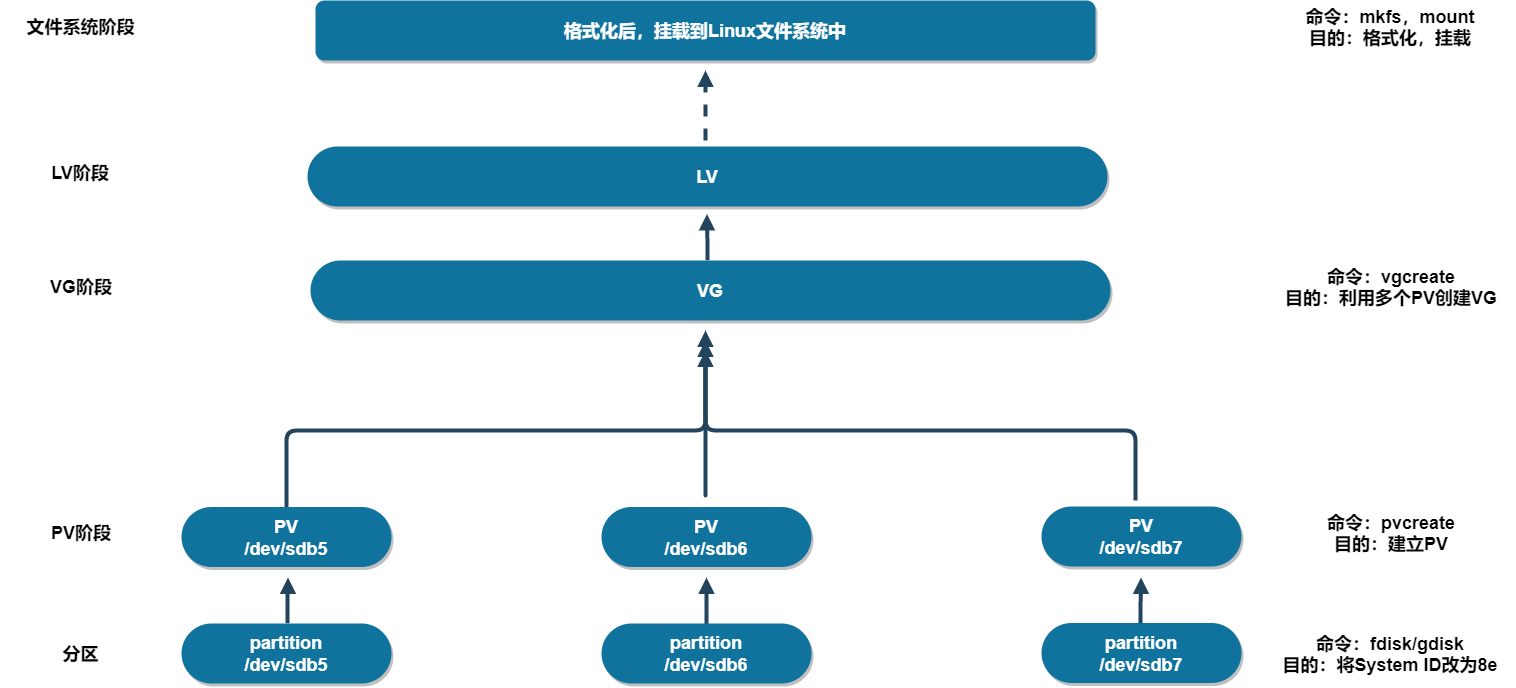 文件系统阶段
格式化后，挂载到Linux文件系统中
命令：mkfs，mount
目的：格式化，挂载
LV阶段
LV
VG阶段
VG
命令：vgcreate
目的：利用多个PV创建VG
PV阶段
PV
/dev/sdb5
PV
/dev/sdb6
PV
/dev/sdb7
命令：pvcreate
目的：建立PV
分区
partition
/dev/sdb5
partition
/dev/sdb6
partition
/dev/sdb7
命令：fdisk/gdisk
目的：将System ID改为8e